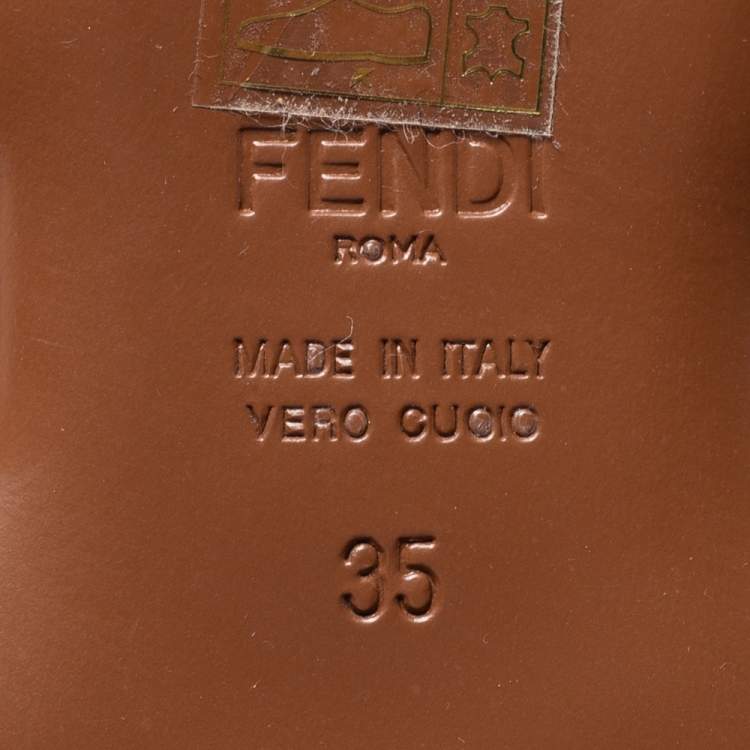 FENDI
ROMA
MADE IN ITALY
VERO CUOIO
35